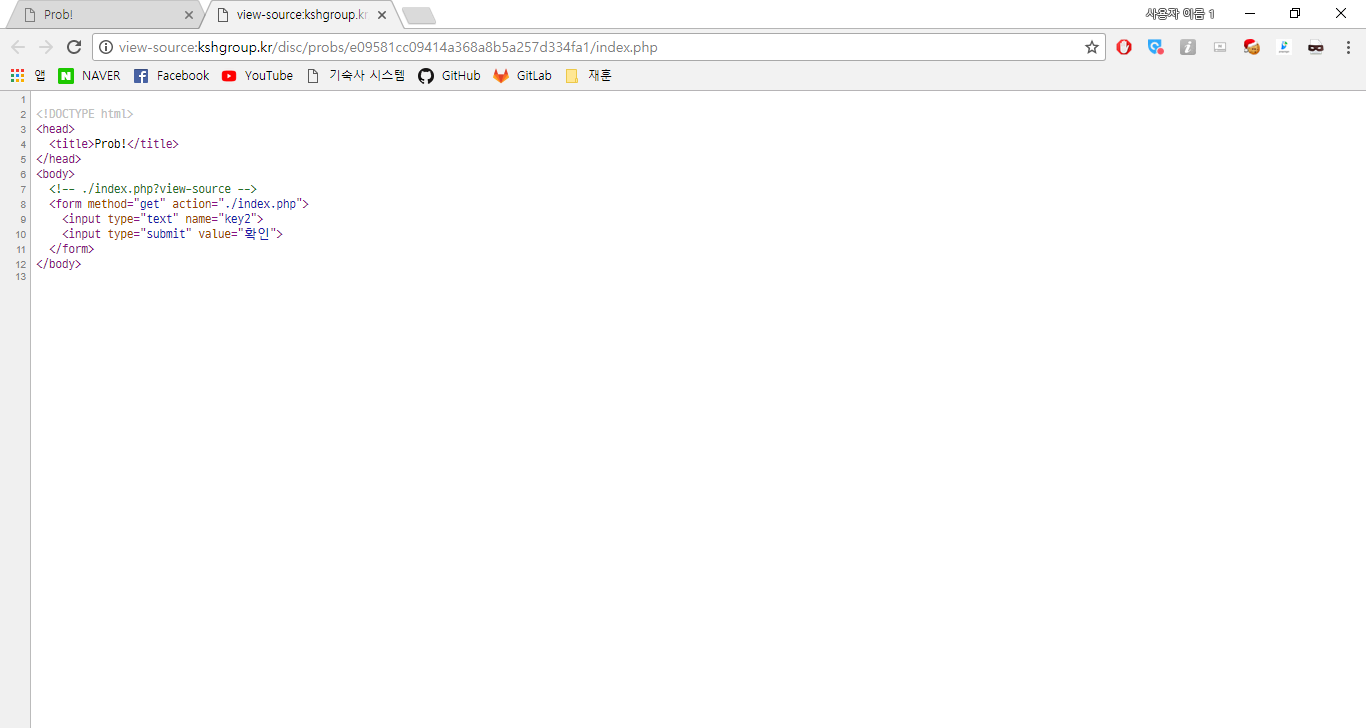 Prob!
view-source:kshgroup.kr
사용자 이름 1
view-source:kshgroup.kr/disc/probs/e09581cc09414a368a8b5a257d334fa1/index.php
앱 NAVER Facebook YouTube 기숙사 시스템 GitHub GitLab 재훈
1
2 <!DOCTYPE html>
3 <head>
4 <title>Prob!</title>
5 </head>
6 <body>
7 <!-- ./index.php?view-source -->
8 <form method="get" action="./index.php">
9 <input type="text" name="key2">
10 <input type="submit" value="확인">
11 </form>
12 </body>
13